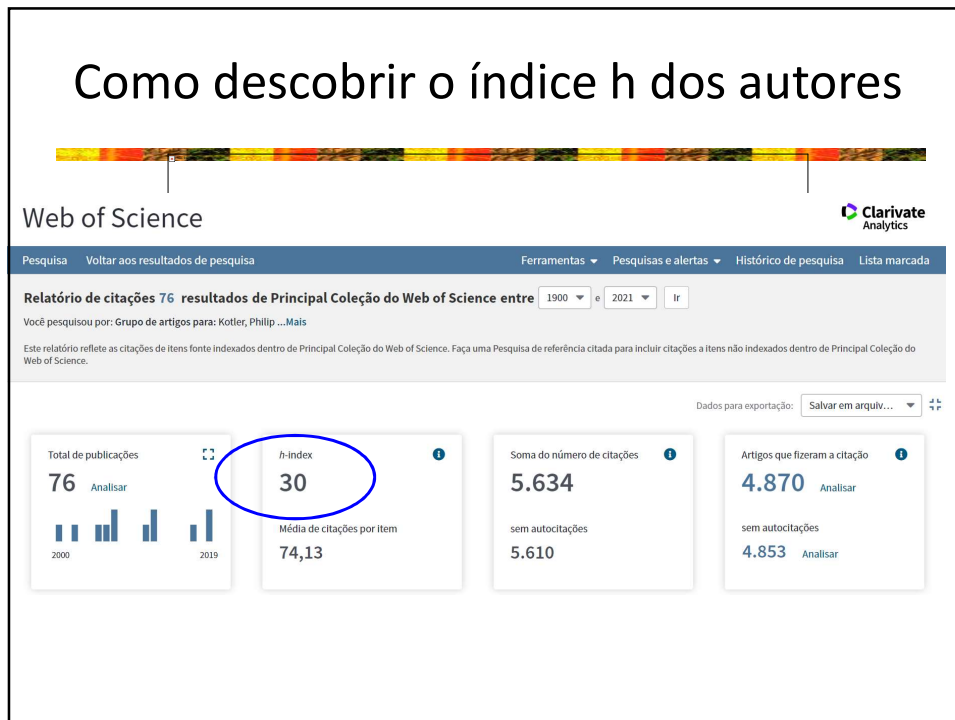 Como descobrir o índice h dos autores
Web of Science
Clarivate
Analytics
Pesquisa Voltar aos resultados de pesquisa Ferramentas Pesquisas e alertas Histórico de pesquisa Lista marcada
Relatório de citações 76 resultados de Principal Coleção do Web of Science entre 1900 e 2021 Ir
Você pesquisou por: Grupo de artigos para: Kotler, Philip ...Mais
Este relatório reflete as citações de itens fonte indexados dentro de Principal Coleção do Web of Science. Faça uma Pesquisa de referência citada para incluir citações a itens não indexados dentro de Principal Coleção do
Web of Science.
Dados para exportação: Salvar em arquiv...
Total de publicações
76 Analisar
2000 2019
h-index
30
Média de citações por item
74,13
Soma do número de citações
5.634
sem autocitações
5.610
Artigos que fizeram a citação
4.870 Analisar
sem autocitações
4.853 Analisar